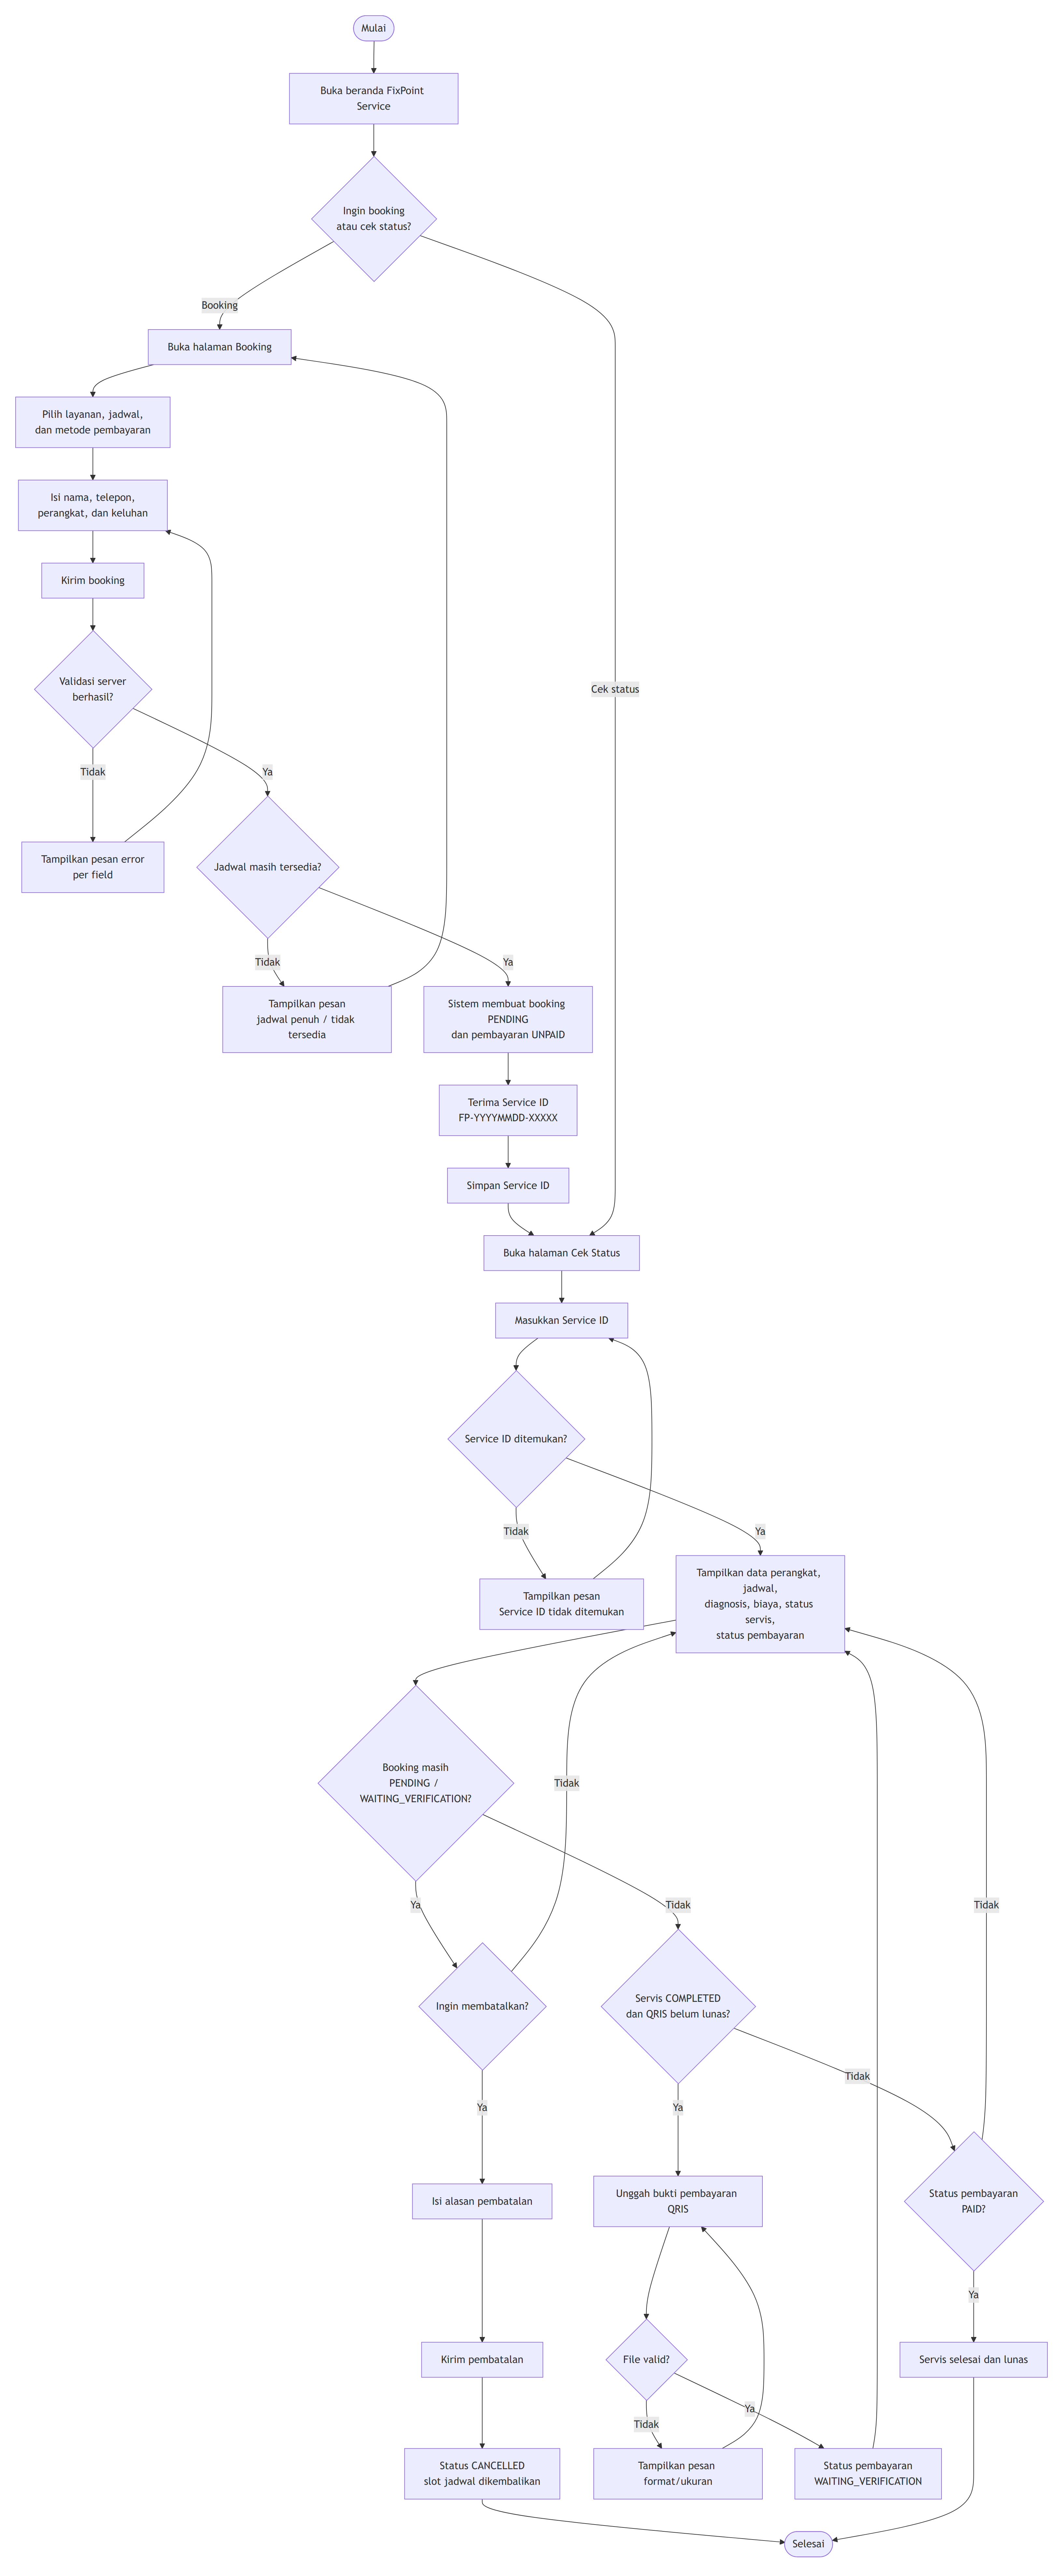 Mulai
Buka beranda FixPoint
Service
Ingin booking
atau cek status?
Booking
Buka halaman Booking
Pilih layanan, jadwal,
dan metode pembayaran
Isi nama, telepon,
perangkat, dan keluhan
Kirim booking
Validasi server
berhasil?
Cek status
Tidak
Ya
Tampilkan pesan error
per field
Jadwal masih tersedia?
Tidak
Ya
Tampilkan pesan
jadwal penuh / tidak
tersedia
Sistem membuat booking
PENDING
dan pembayaran UNPAID
Terima Service ID
FP-YYYYMMDD-XXXXX
Simpan Service ID
Buka halaman Cek Status
Masukkan Service ID
Service ID ditemukan?
Tidak
Ya
Tampilkan pesan
Service ID tidak ditemukan
Tampilkan data perangkat,
jadwal,
diagnosis, biaya, status
servis,
status pembayaran
Booking masih
PENDING /
WAITING_VERIFICATION?
Tidak
Ya
Tidak
Tidak
Ingin membatalkan?
Servis COMPLETED
dan QRIS belum lunas?
Tidak
Ya
Ya
Isi alasan pembatalan
Unggah bukti pembayaran
QRIS
Status pembayaran
PAID?
Ya
Kirim pembatalan
File valid?
Servis selesai dan lunas
Tidak
Ya
Status CANCELLED
slot jadwal dikembalikan
Tampilkan pesan
format/ukuran
Status pembayaran
WAITING_VERIFICATION
Selesai